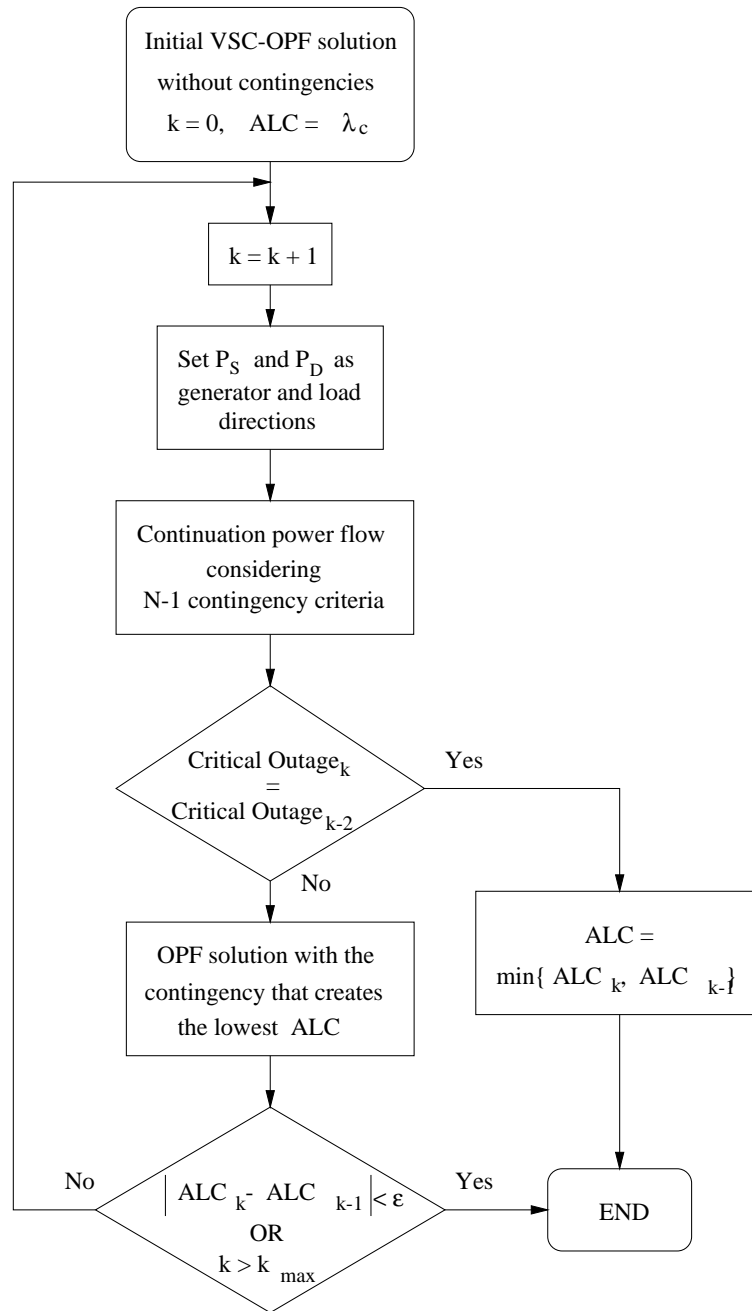 Initial VSC-OPF solution
without contingencies
k = 0, ALC = λc
k = k + 1
Set PS and PD as
generator and load
directions
Continuation power flow
considering
N-1 contingency criteria
Critical Outagek
=
Critical Outagek-2
Yes
No
OPF solution with the
contingency that creates
the lowest ALC
ALC =
min{ ALC k, ALC k-1}
No
| ALC k- ALC k-1| < ε
OR
k > k max
Yes
END